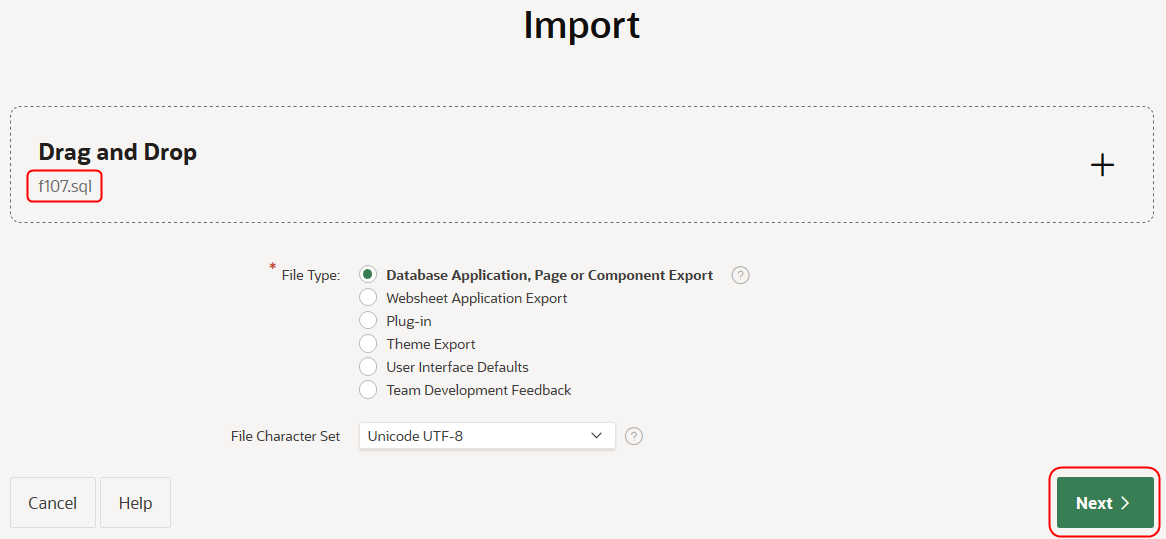 Import
Drag and Drop
f107.sql
* File Type:
Database Application, Page or Component Export ?
Websheet Application Export
Plug-in
Theme Export
User Interface Defaults
Team Development Feedback
File Character Set Unicode UTF-8 ?
Cancel Help Next